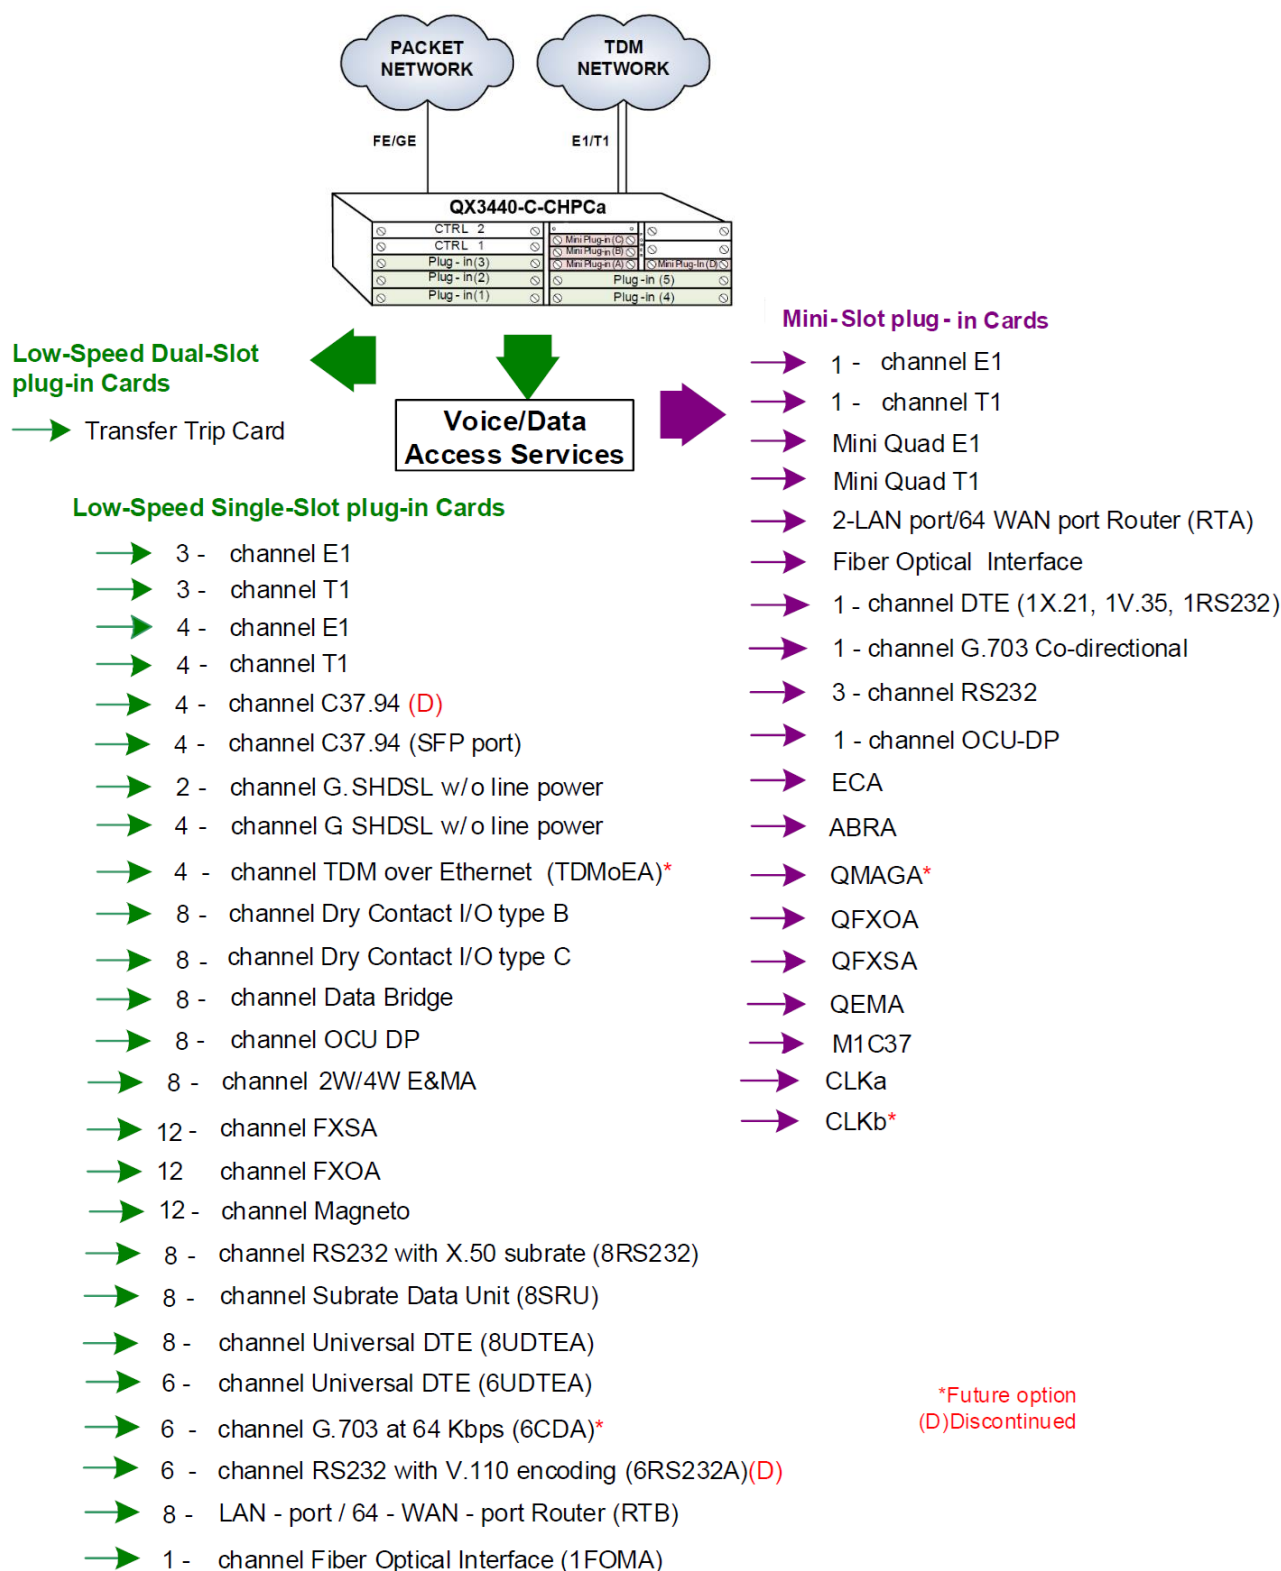 PACKET
NETWORK
TDM
NETWORK
FE/GE
E1/T1
QX3440-C-CHPCa
CTRL 2
CTRL 1
Plug - in(3)
Plug - in(2)
Plug - in(1)
Mini Plug-in (C)
Mini Plug-in (B)
Mini Plug-in (A)
Mini Plug-In (D)
Plug -in (5)
Plug -in (4)
Low-Speed Dual-Slot
plug-in Cards
Transfer Trip Card
Voice/Data
Access Services
Low-Speed Single-Slot plug-in Cards
3 - channel E1
3 - channel T1
4 - channel E1
4 - channel T1
4 - channel C37.94 (D)
4 - channel C37.94 (SFP port)
2 - channel G.SHDSL w/o line power
4 - channel G SHDSL w/o line power
4 - channel TDM over Ethernet (TDMoEA)*
8 - channel Dry Contact I/O type B
8 - channel Dry Contact I/O type C
8 - channel Data Bridge
8 - channel OCU DP
8 - channel 2W/4W E&MA
12 - channel FXSA
12 channel FXOA
12 - channel Magneto
8 - channel RS232 with X.50 subrate (8RS232)
8 - channel Subrate Data Unit (8SRU)
8 - channel Universal DTE (8UDTEA)
6 - channel Universal DTE (6UDTEA)
6 - channel G.703 at 64 Kbps (6CDA)*
6 - channel RS232 with V.110 encoding (6RS232A)(D)
8 - LAN - port / 64 - WAN - port Router (RTB)
1 - channel Fiber Optical Interface (1FOMA)
Mini-Slot plug-in Cards
1 - channel E1
1 - channel T1
Mini Quad E1
Mini Quad T1
2-LAN port/64 WAN port Router (RTA)
Fiber Optical Interface
1 - channel DTE (1X.21, 1V.35, 1RS232)
1 - channel G.703 Co-directional
3 - channel RS232
1 - channel OCU-DP
ECA
ABRA
QMAGA*
QFXOA
QFXSA
QEMA
M1C37
CLKa
CLKb*
*Future option
(D)Discontinued